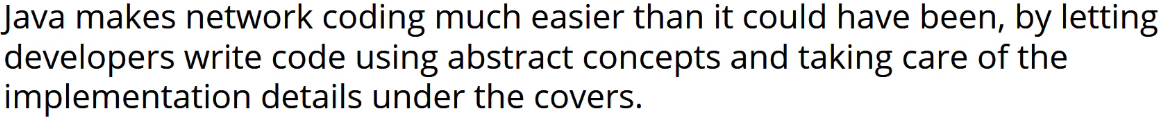 Java makes network coding much easier than it could have been, by letting
developers write code using abstract concepts and taking care of the
implementation details under the covers.